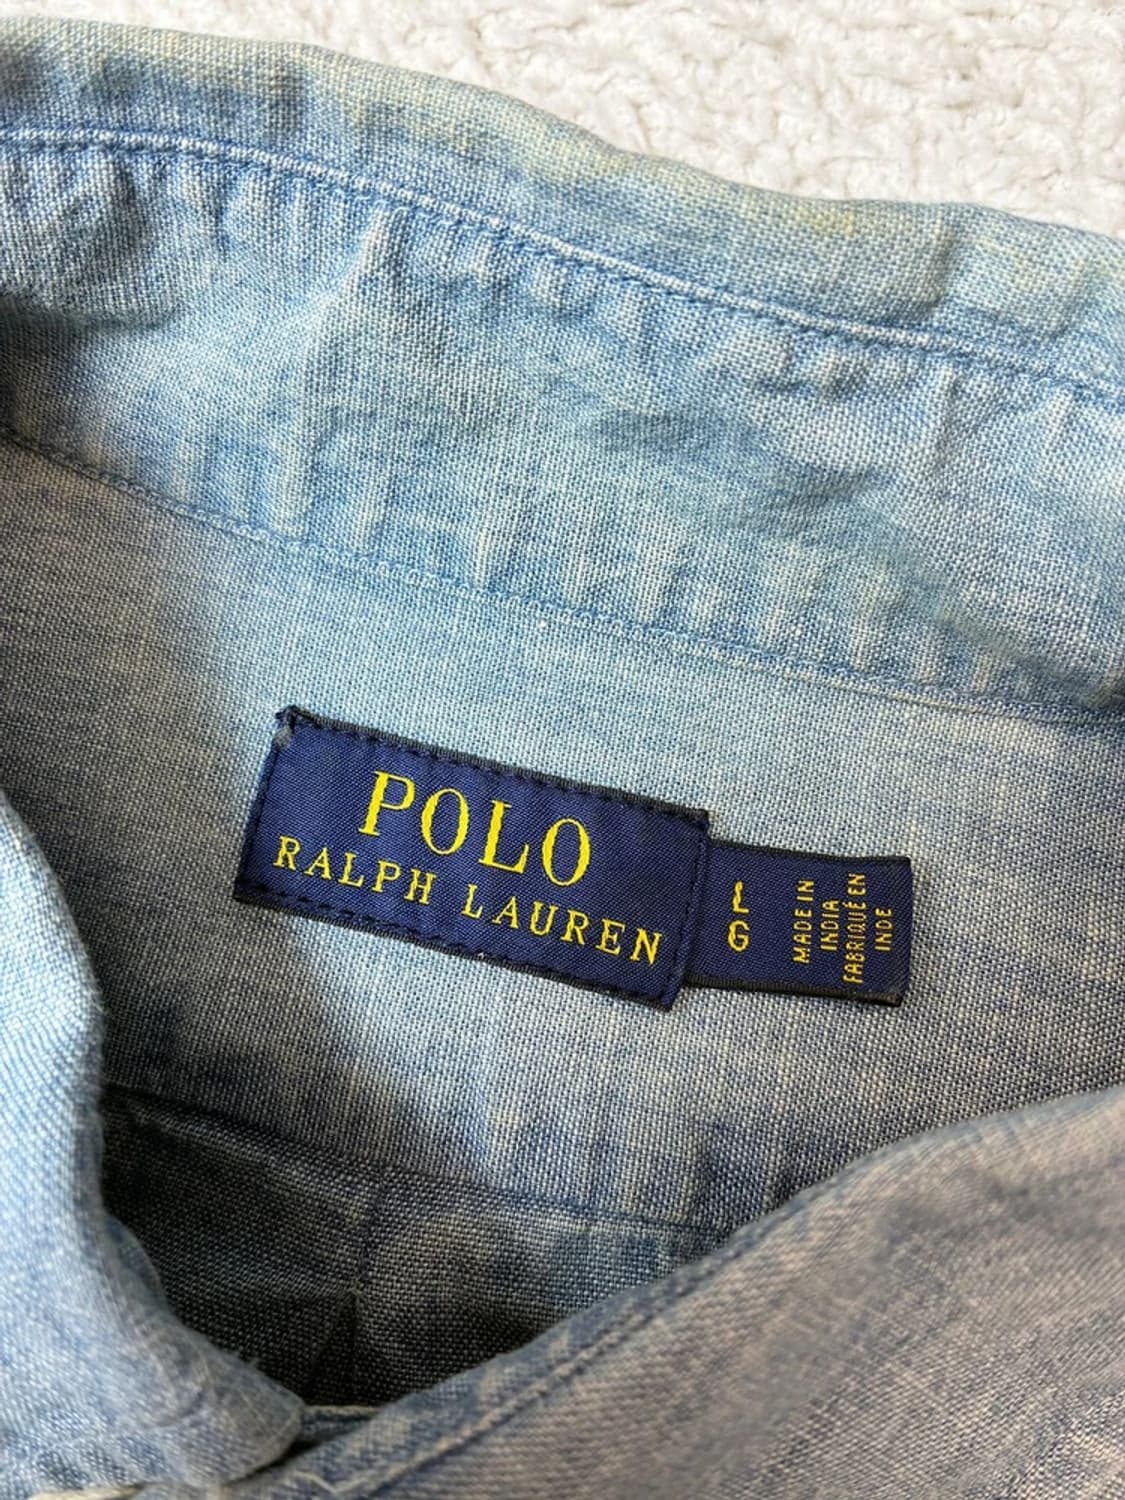 POLO
RALPH LAUREN
L
G
MADE IN
INDIA
FABRIQUÉ EN
INDE